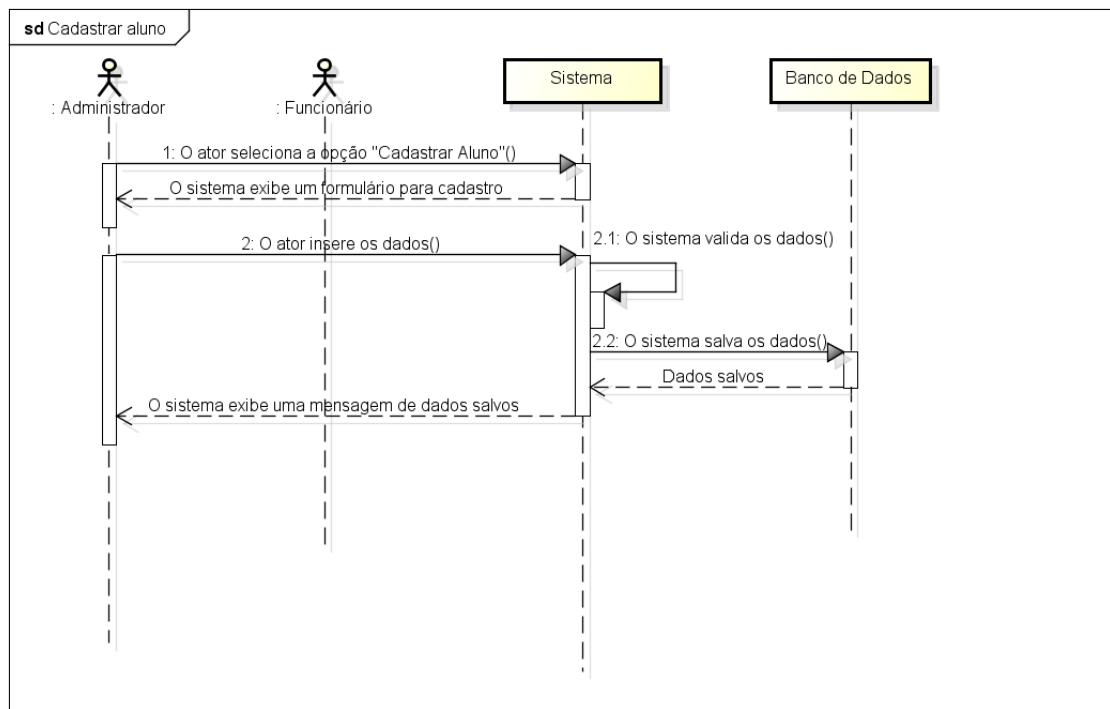 sd Cadastrar aluno
: Administrador
: Funcionário
Sistema
Banco de Dados
1: O ator seleciona a opção "Cadastrar Aluno"()
O sistema exibe um formulário para cadastro
2: O ator insere os dados()
2.1: O sistema valida os dados()
2.2: O sistema salva os dados()
Dados salvos
O sistema exibe uma mensagem de dados salvos